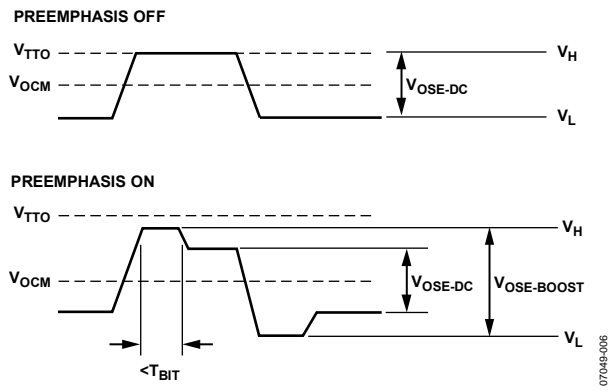 PREEMPHASIS OFF
VTTO
VH
VOCM
VOSE-DC
VL
PREEMPHASIS ON
VTTO
VH
VOCM
VOSE-DC
VOSE-BOOST
VL
<TBIT
07049-006